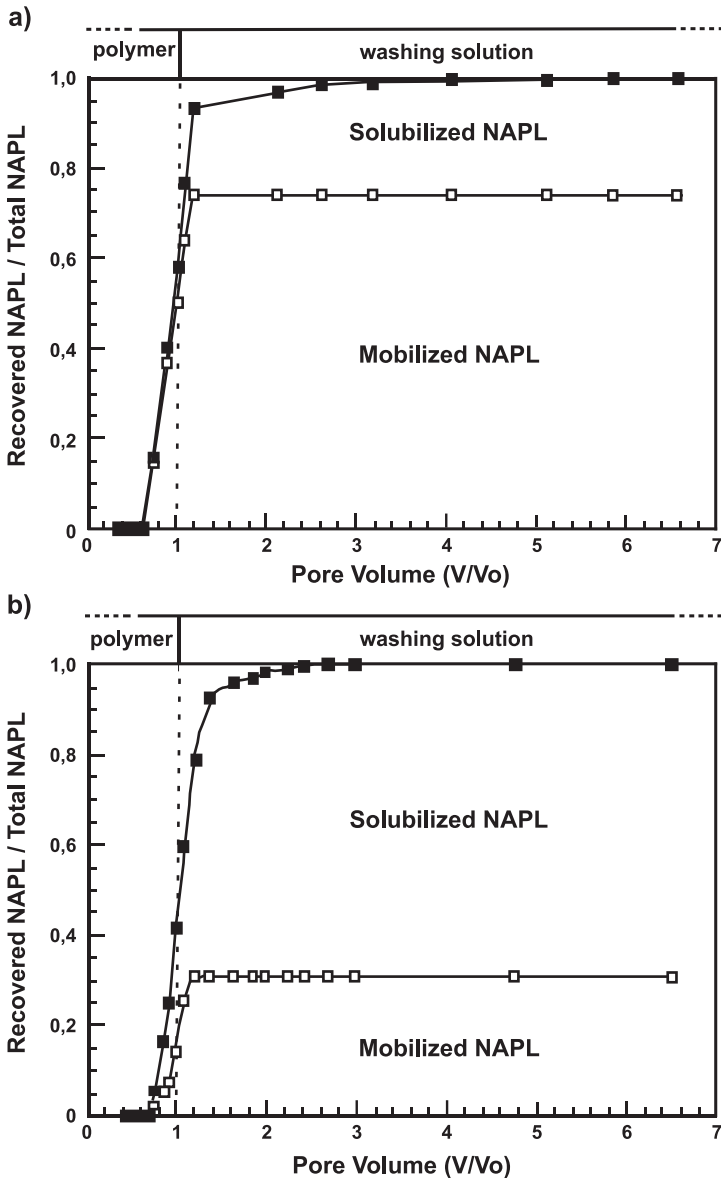 a)
polymer washing solution
1,0
0,8
0,6
0,4
0,2
0
Recovered NAPL / Total NAPL
Solubilized NAPL
Mobilized NAPL
0 1 2 3 4 5 6 7
Pore Volume (V/Vo)
b)
polymer washing solution
1,0
0,8
0,6
0,4
0,2
0
Recovered NAPL / Total NAPL
Solubilized NAPL
Mobilized NAPL
0 1 2 3 4 5 6 7
Pore Volume (V/Vo)